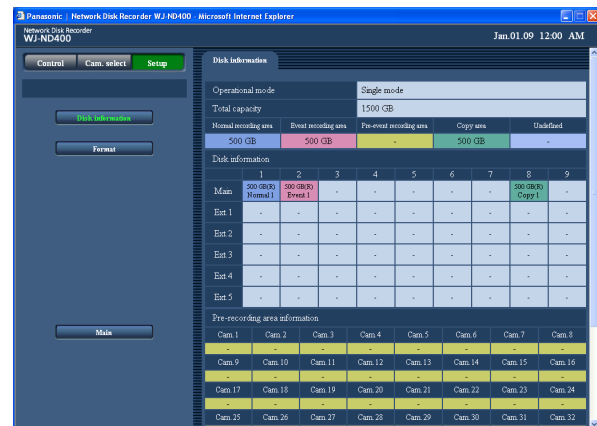 Panasonic | Network Disk Recorder WJ-ND400 - Microsoft Internet Explorer
Network Disk Recorder
WJ-ND400
Jan.01.09 12:00 AM
Control Cam. select Setup
Disk information
Format
Main
Disk information
Operational mode Single mode
Total capacity 1500 GB
Normal recording area Event recording area Pre-event recording area Copy area Undefined
500 GB 500 GB - 500 GB -
Disk information
1 2 3 4 5 6 7 8 9
Main 500 GB(R) Normal 1 500 GB(R) Event 1 - - - - - 500 GB(R) Copy 1 -
Ext.1 - - - - - - - - -
Ext.2 - - - - - - - - -
Ext.3 - - - - - - - - -
Ext.4 - - - - - - - - -
Ext.5 - - - - - - - - -
Pre-recording area information
Cam.1 Cam.2 Cam.3 Cam.4 Cam.5 Cam.6 Cam.7 Cam.8
- - - - - - - -
Cam.9 Cam.10 Cam.11 Cam.12 Cam.13 Cam.14 Cam.15 Cam.16
- - - - - - - -
Cam.17 Cam.18 Cam.19 Cam.20 Cam.21 Cam.22 Cam.23 Cam.24
- - - - - - - -
Cam.25 Cam.26 Cam.27 Cam.28 Cam.29 Cam.30 Cam.31 Cam.32